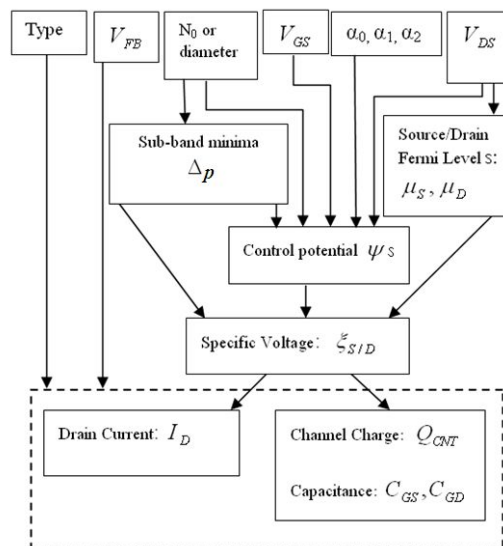 Type
V_FB
N₀ or diameter
V_GS
α₀, α₁, α₂
V_DS
Sub-band minima
Δ_p
Source/Drain
Fermi Level s:
μ_S, μ_D
Control potential ψ_S
Specific Voltage: ξ_S/D
Drain Current: I_D
Channel Charge: Q_CNT
Capacitance: C_GS, C_GD